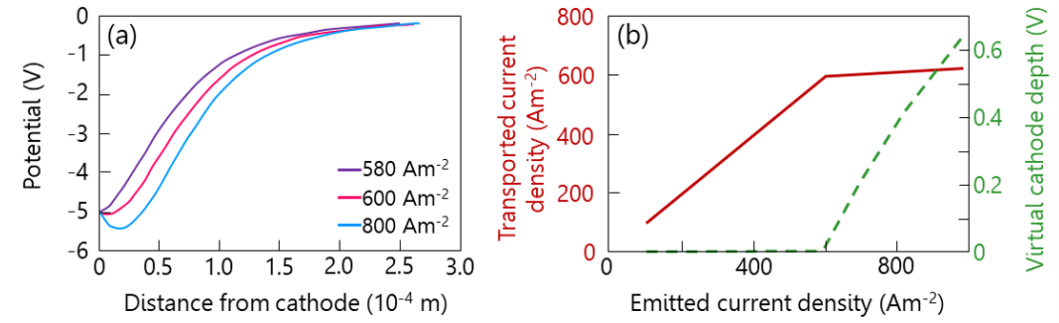 (a)
0
-1
-2
-3
-4
-5
-6
Potential (V)
580 Am⁻²
600 Am⁻²
800 Am⁻²
0
0.5
1.0
1.5
2.0
2.5
3.0
Distance from cathode (10⁻⁴ m)
(b)
800
600
400
200
0
Transported current
density (Am⁻²)
0
400
800
Emitted current density (Am⁻²)
0.6
0.4
0.2
0
Virtual cathode depth (V)